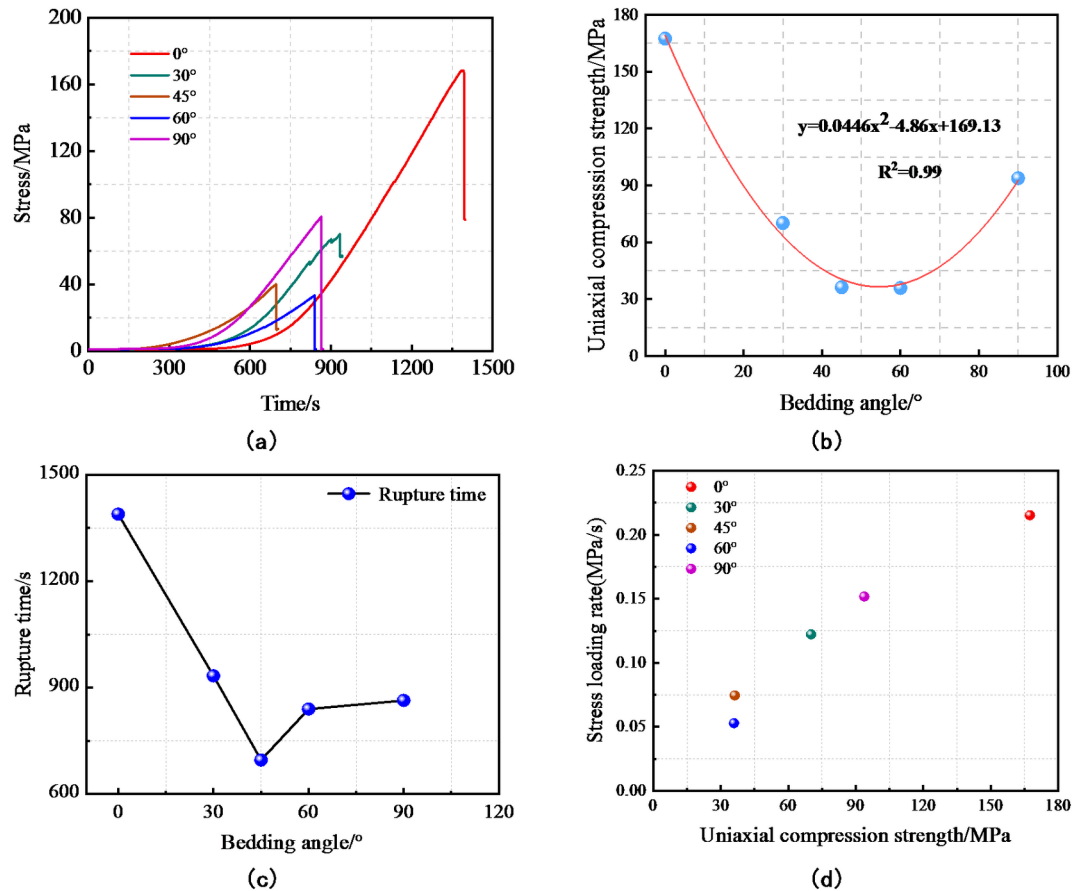 200
160
120
80
40
0
Stress/MPa
0°
30°
45°
60°
90°
0 300 600 900 1200 1500
Time/s
(a)
180
150
120
90
60
30
0
Uniaxial compresssion strength/MPa
y=0.0446x²-4.86x+169.13
R²=0.99
0 20 40 60 80 100
Bedding angle/°
(b)
1500
1200
900
600
Rupture time/s
Rupture time
0 30 60 90 120
Bedding angle/°
(c)
0.25
0.20
0.15
0.10
0.05
0.00
Stress loading rate(MPa/s)
0°
30°
45°
60°
90°
0 30 60 90 120 150 180
Uniaxial compression strength/MPa
(d)